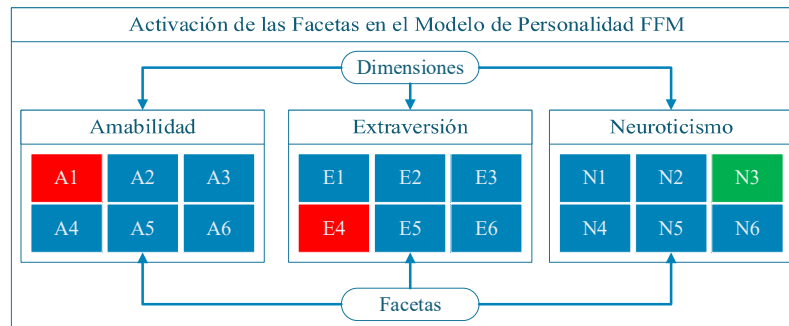 Activación de las Facetas en el Modelo de Personalidad FFM
Dimensiones
Amabilidad
Extraversión
Neuroticismo
A1 A2 A3
E1 E2 E3
N1 N2 N3
A4 A5 A6
E4 E5 E6
N4 N5 N6
Facetas